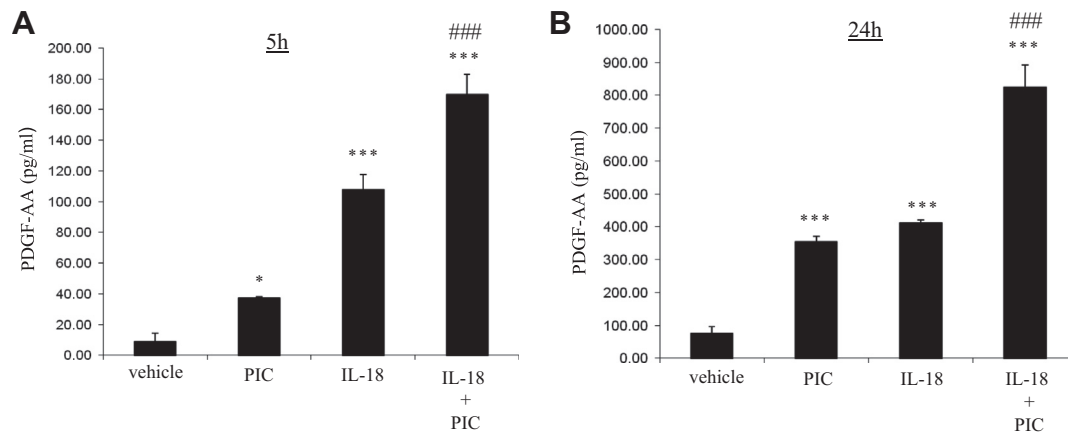 A
5h
PDGF-AA (pg/ml)
200.00
180.00
160.00
140.00
120.00
100.00
80.00
60.00
40.00
20.00
0.00
*
***
###
***
vehicle
PIC
IL-18
IL-18
+
PIC
B
24h
PDGF-AA (pg/ml)
1000.00
900.00
800.00
700.00
600.00
500.00
400.00
300.00
200.00
100.00
0.00
***
***
###
***
vehicle
PIC
IL-18
IL-18
+
PIC